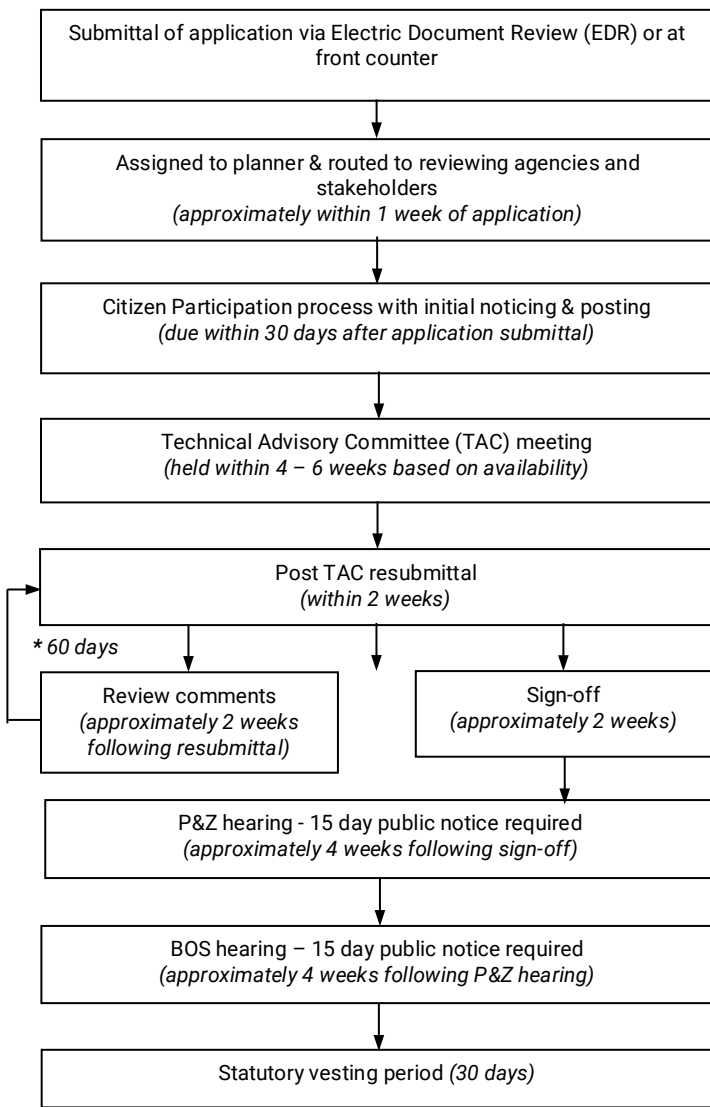 Submittal of application via Electric Document Review (EDR) or at
front counter
Assigned to planner & routed to reviewing agencies and
stakeholders
(approximately within 1 week of application)
Citizen Participation process with initial noticing & posting
(due within 30 days after application submittal)
Technical Advisory Committee (TAC) meeting
(held within 4 – 6 weeks based on availability)
Post TAC resubmittal
(within 2 weeks)
* 60 days
Review comments
(approximately 2 weeks
following resubmittal)
Sign-off
(approximately 2 weeks)
P&Z hearing - 15 day public notice required
(approximately 4 weeks following sign-off)
BOS hearing – 15 day public notice required
(approximately 4 weeks following P&Z hearing)
Statutory vesting period (30 days)